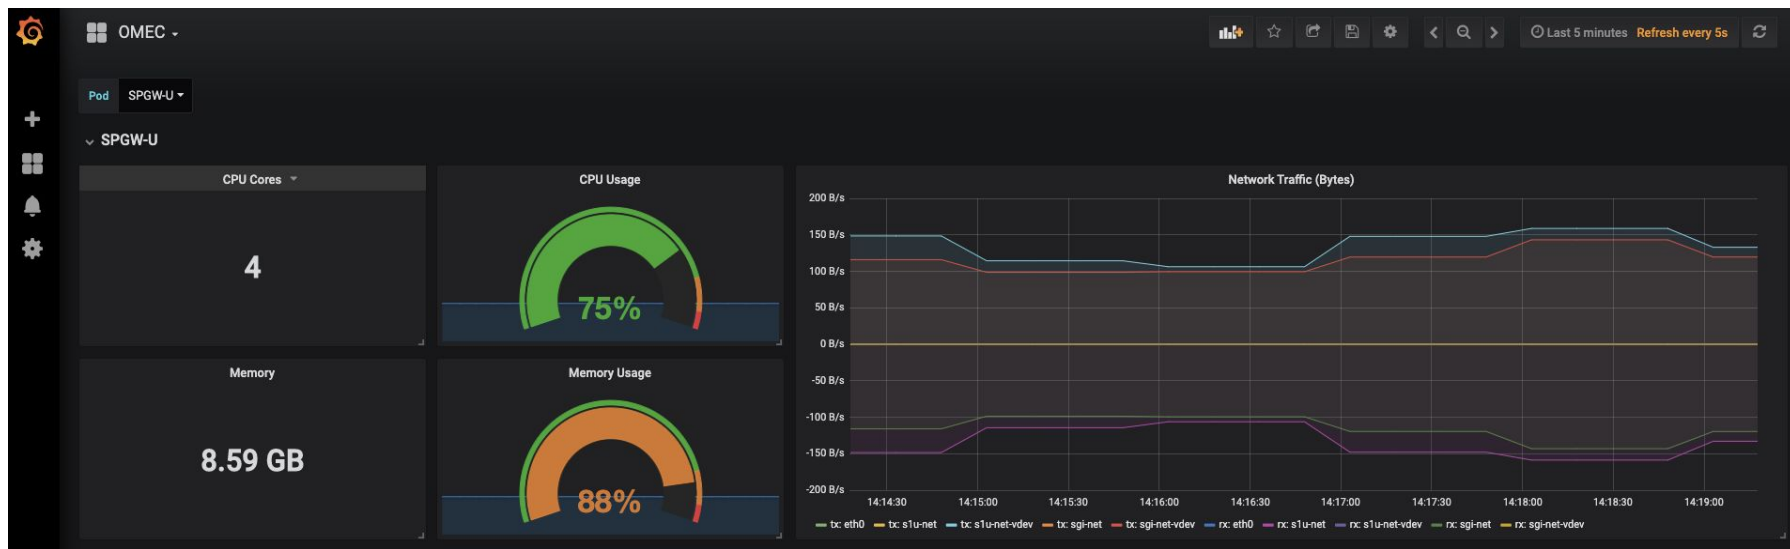 OMEC
Last 5 minutes Refresh every 5s
Pod SPGW-U
SPGW-U
CPU Cores
4
CPU Usage
75%
Memory
8.59 GB
Memory Usage
88%
Network Traffic (Bytes)
200 B/s
150 B/s
100 B/s
50 B/s
0 B/s
-50 B/s
-100 B/s
-150 B/s
-200 B/s
14:14:30 14:15:00 14:15:30 14:16:00 14:16:30 14:17:00 14:17:30 14:18:00 14:18:30 14:19:00
tx: eth0 tx: s1u-net tx: s1u-net-vdev tx: sgi-net tx: sgi-net-vdev rx: eth0 rx: s1u-net rx: s1u-net-vdev rx: sgi-net rx: sgi-net-vdev